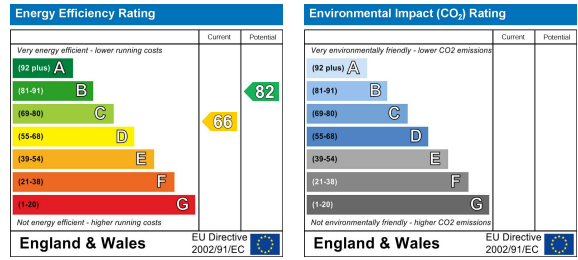 Energy Efficiency Rating
Current Potential
Very energy efficient - lower running costs
(92 plus) A
(81-91) B
(69-80) C
(55-68) D
(39-54) E
(21-38) F
(1-20) G
66
82
Not energy efficient - higher running costs
England & Wales
EU Directive
2002/91/EC
Environmental Impact (CO2) Rating
Current Potential
Very environmentally friendly - lower CO2 emissions
(92 plus) A
(81-91) B
(69-80) C
(55-68) D
(39-54) E
(21-38) F
(1-20) G
Not environmentally friendly - higher CO2 emissions
England & Wales
EU Directive
2002/91/EC